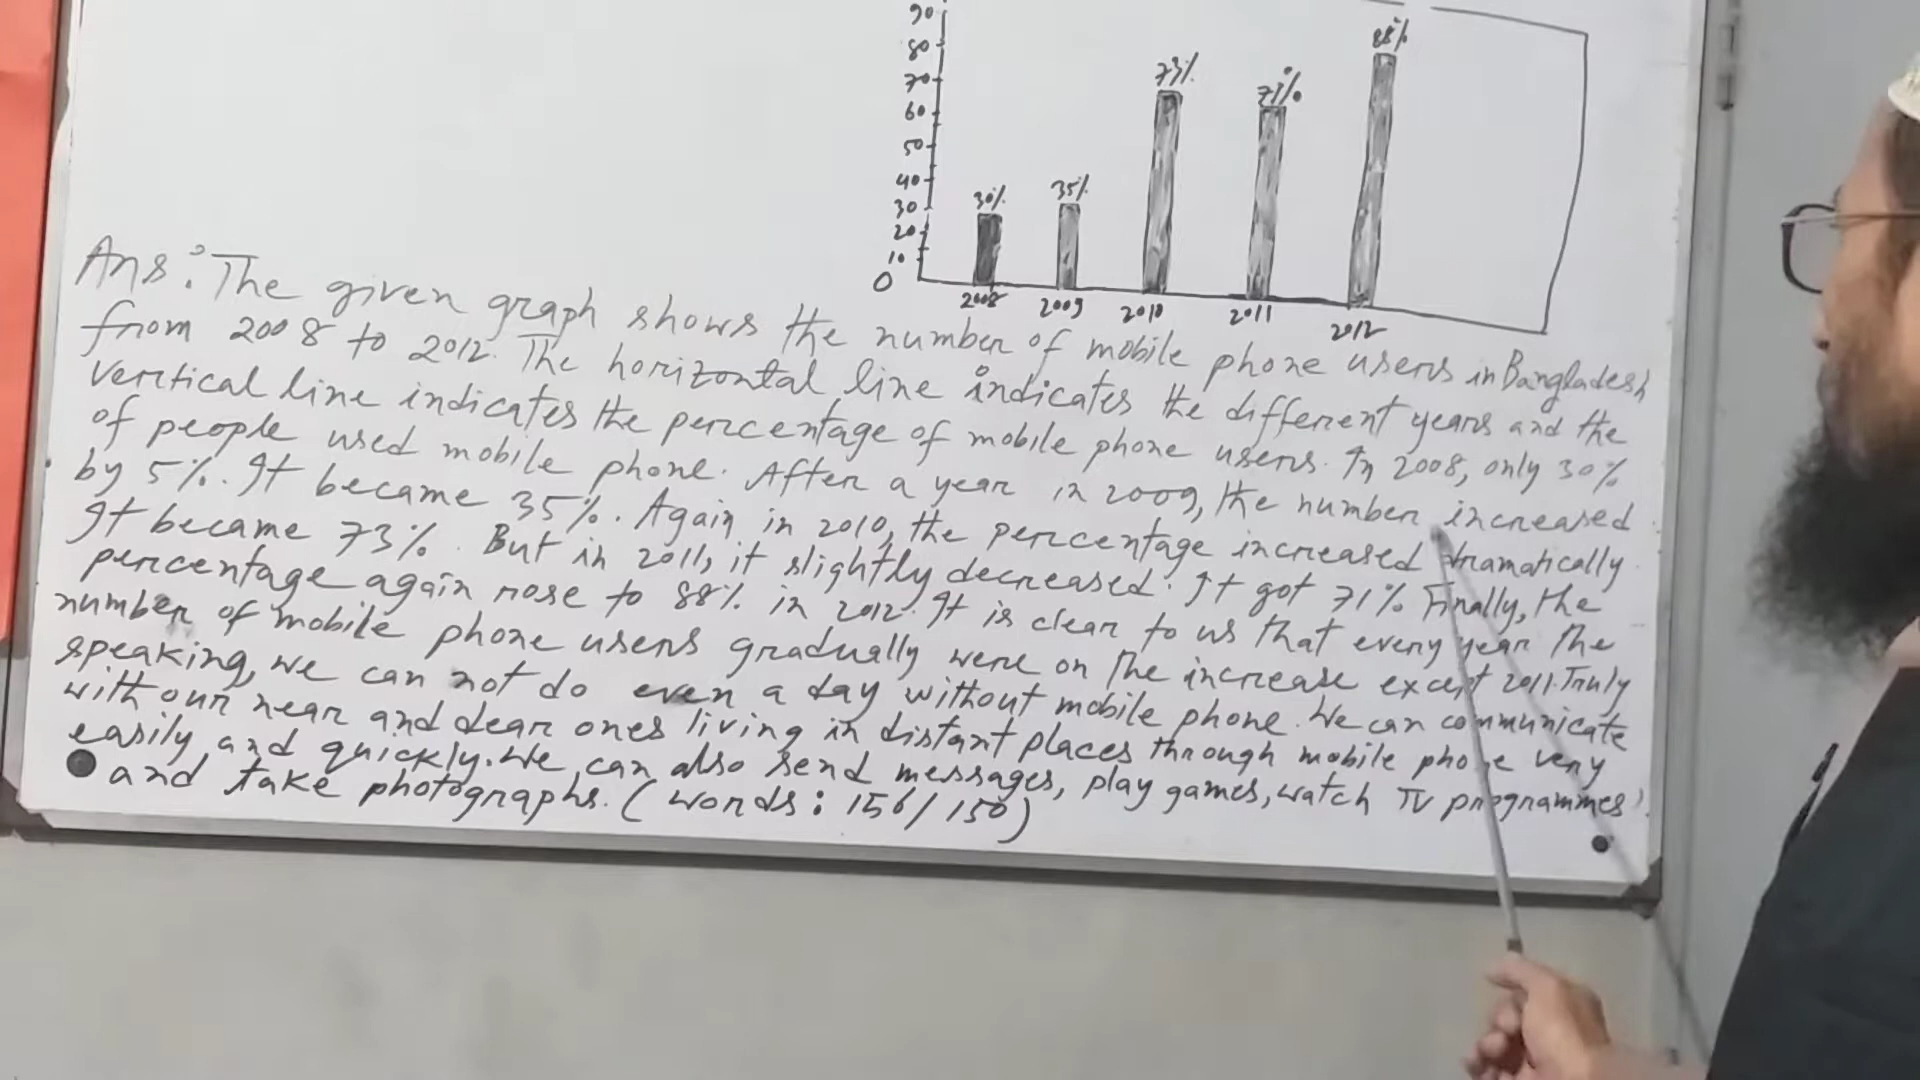 90
80
70
60
50
40
30
20
10
0
30%
35%
73%
71%
88%
2008
2009
2010
2011
2012
Ans: The given graph shows the number of mobile phone users in Bangladesh
from 2008 to 2012. The horizontal line indicates the different years and the
vertical line indicates the percentage of mobile phone users. In 2008, only 30%
of people used mobile phone. After a year in 2009, the number increased
by 5%. It became 35%. Again in 2010, the percentage increased dramatically.
It became 73%. But in 2011, it slightly decreased. It got 71% Finally, the
percentage again rose to 88% in 2012. It is clear to us that every year the
number of mobile phone users gradually were on the increase except 2011. Truly
speaking, we can not do even a day without mobile phone. We can communicate
with our near and dear ones living in distant places through mobile phone very
easily and quickly. We can also send messages, play games, watch TV programmes
and take photographs. (words: 156/150)